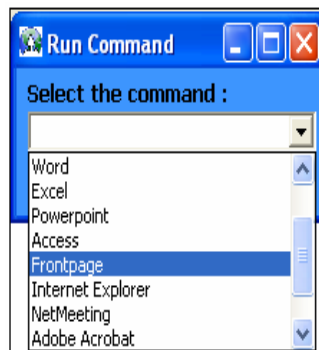 Run Command
Select the command :
Word
Excel
Powerpoint
Access
Frontpage
Internet Explorer
NetMeeting
Adobe Acrobat